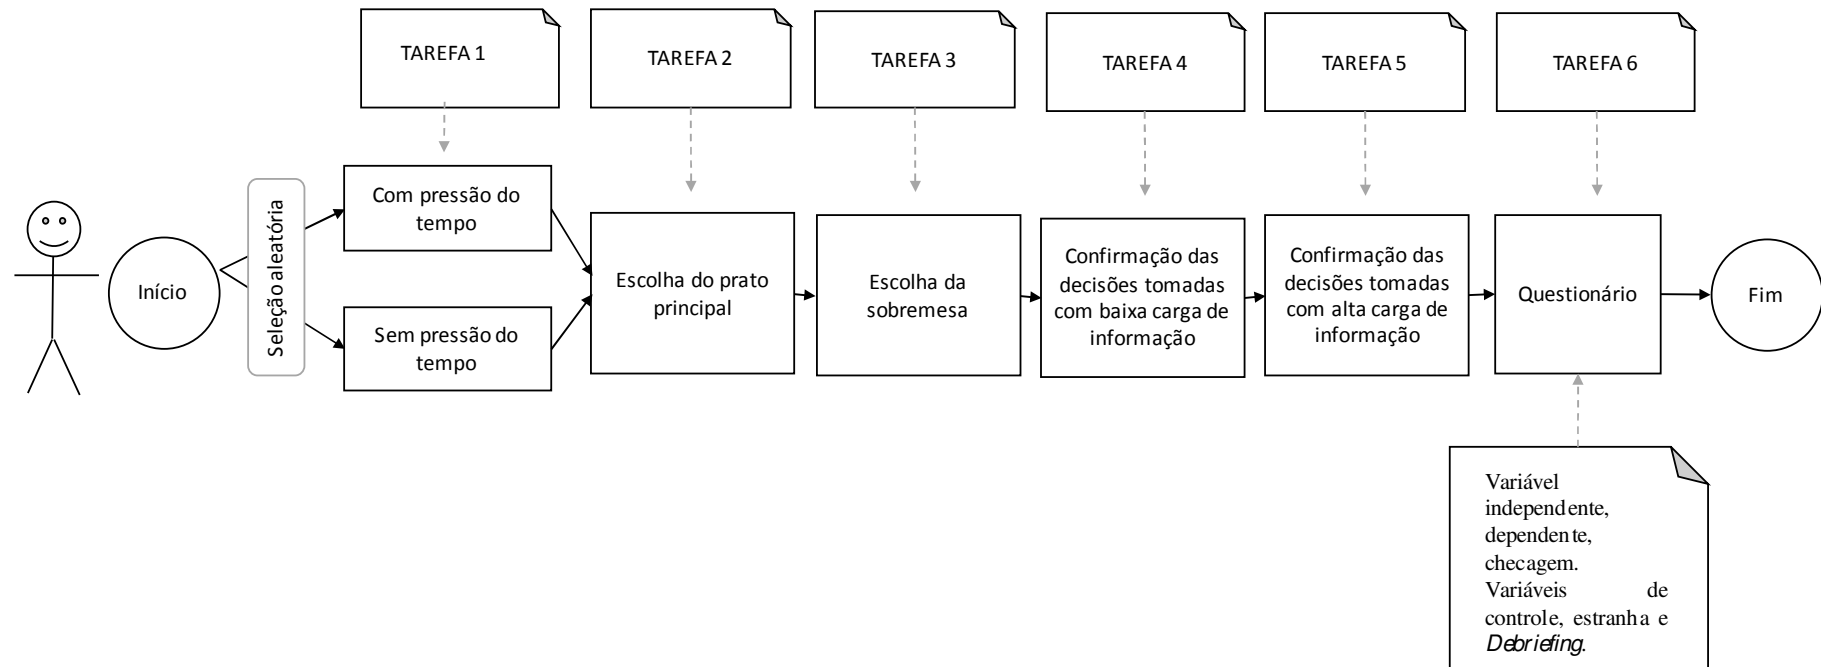 TAREFA 1
TAREFA 2
TAREFA 3
TAREFA 4
TAREFA 5
TAREFA 6
Início
Seleção aleatória
Com pressão do
tempo
Sem pressão do
tempo
Escolha do prato
principal
Escolha da
sobremesa
Confirmação das
decisões tomadas
com baixa carga de
informação
Confirmação das
decisões tomadas
com alta carga de
informação
Questionário
Fim
Variável
independente,
dependente,
checagem.
Variáveis de
controle, estranha e
Debriefing.